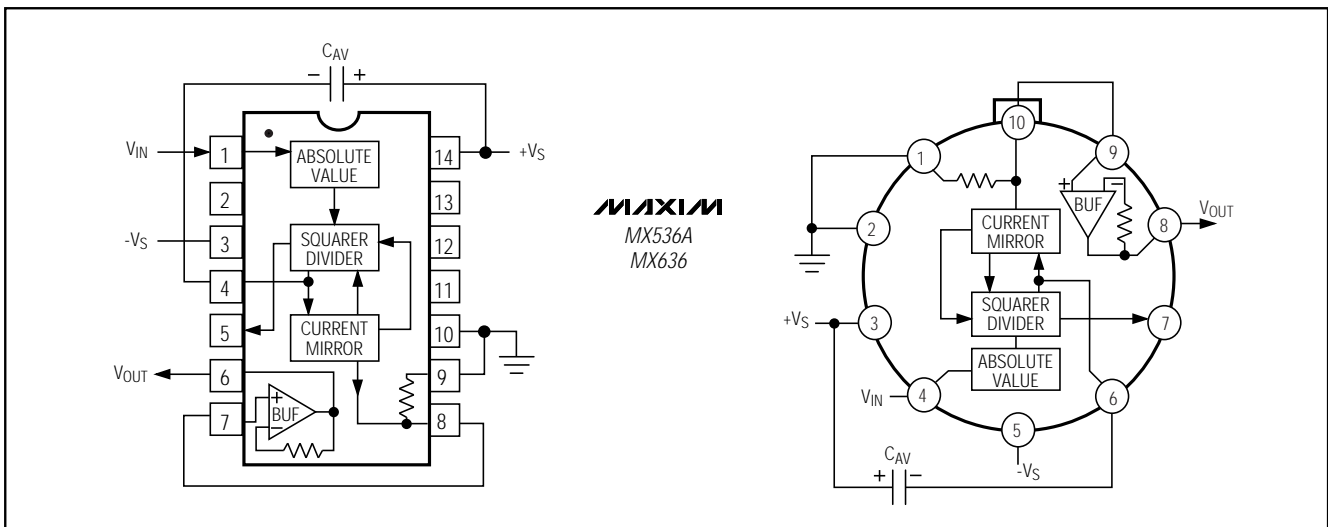 CAV
− +
VIN
1
ABSOLUTE
VALUE
14
+VS
2
13
-VS
3
SQUARER
DIVIDER
12
4
11
5
CURRENT
MIRROR
10
VOUT
6
9
7
+
BUF
−
8
MAXIM
MX536A
MX636
10
1
9
+
−
BUF
VOUT
8
2
CURRENT
MIRROR
+VS
3
SQUARER
DIVIDER
7
ABSOLUTE
VALUE
VIN
4
6
5
-VS
CAV
+ −